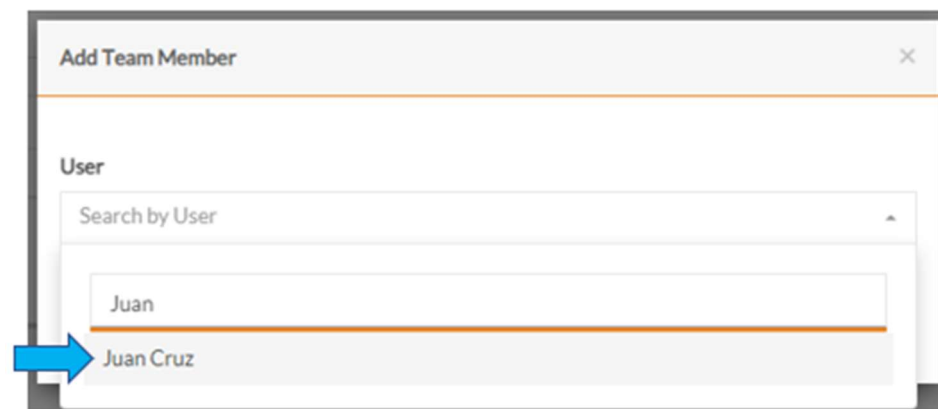 Add Team Member
User
Search by User
Juan
Juan Cruz